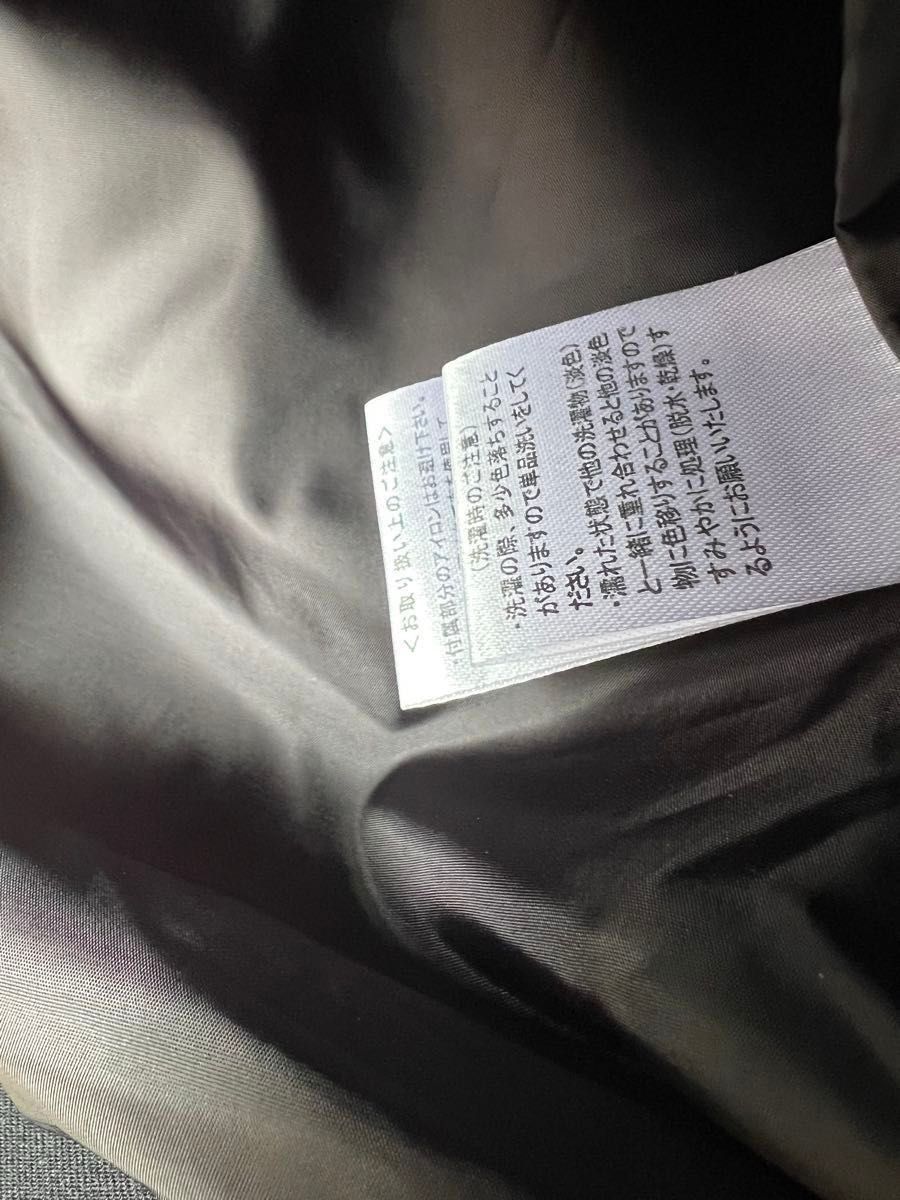 <お取り扱い上のご注意>
・付属部分のアイロンはお避け下さい。
(洗濯時のご注意)
・洗濯の際、多少色落ちすること
がありますので単品洗いをしてく
ださい。
・濡れた状態で他の洗濯物(淡色)
と一緒に重ね合わせると他の淡色
物に色移りすることがありますので
すみやかに処理(脱水・乾燥)す
るようにお願いいたします。